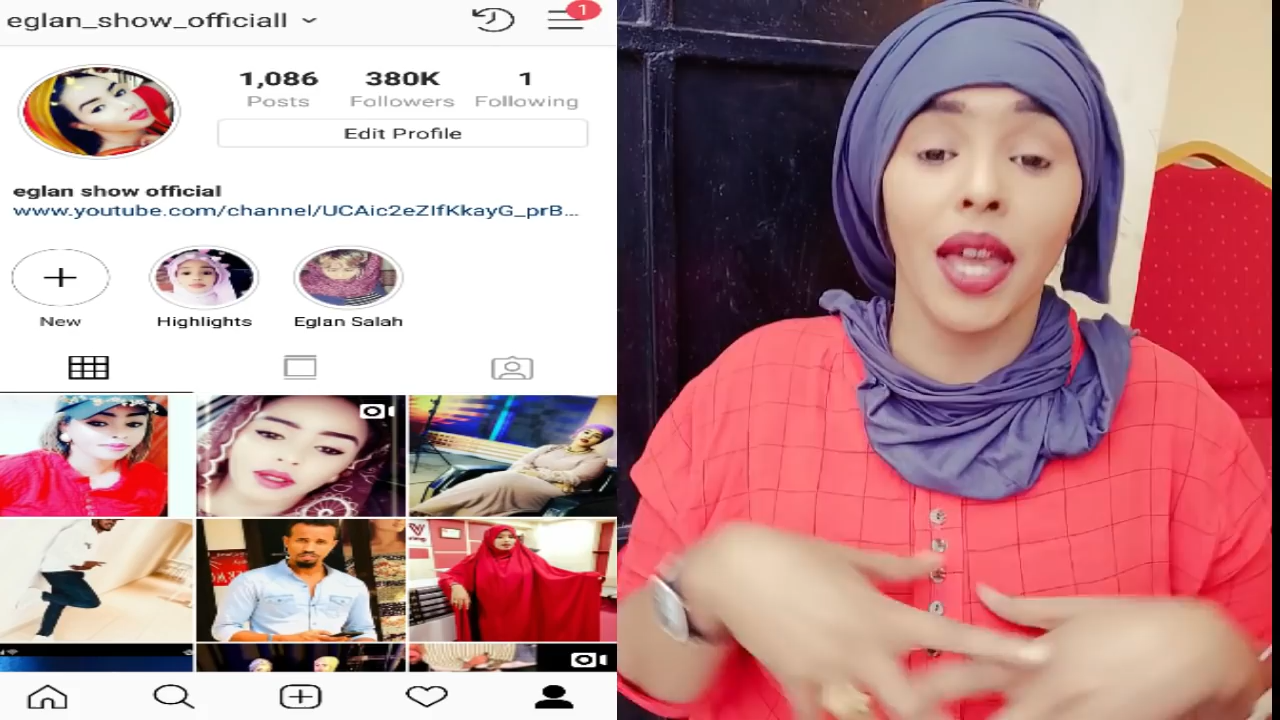 eglan_show_officiall
1
1,086 380K 1
Posts Followers Following
Edit Profile
eglan show official
www.youtube.com/channel/UCAic2eZIfKkayG_prB...
New Highlights Eglan Salah